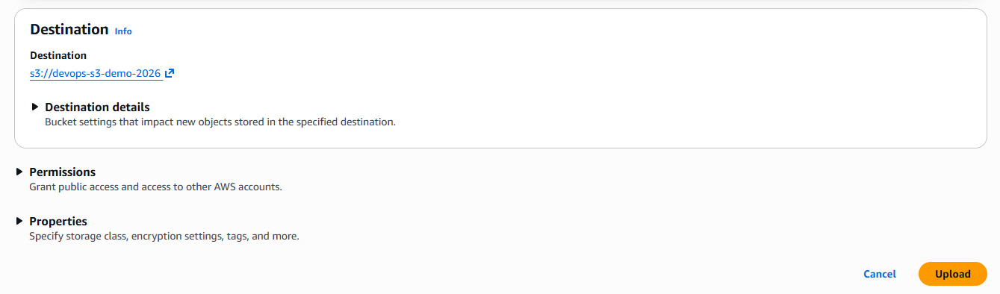 Destination Info
Destination
s3://devops-s3-demo-2026
Destination details
Bucket settings that impact new objects stored in the specified destination.
Permissions
Grant public access and access to other AWS accounts.
Properties
Specify storage class, encryption settings, tags, and more.
Cancel Upload